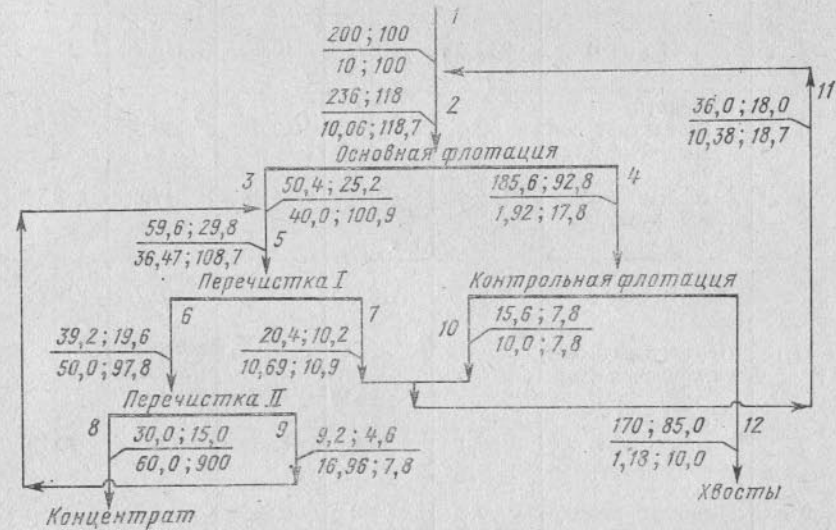 1
200 ; 100
10 ; 100
11
236 ; 118
2
36,0 ; 18,0
10,06 ; 118,7
10,38 ; 18,7
Основная флотация
3
50,4 ; 25,2
185,6 ; 92,8
4
40,0 ; 100,9
1,92 ; 17,8
59,6 ; 29,8
5
36,47 ; 108,7
Перечистка I
Контрольная флотация
6
7
39,2 ; 19,6
20,4 ; 10,2
10
15,6 ; 7,8
50,0 ; 97,8
10,69 ; 10,9
10,0 ; 7,8
Перечистка II
8
30,0 ; 15,0
9
9,2 ; 4,6
170 ; 85,0
12
60,0 ; 900
16,96 ; 7,8
1,18 ; 10,0
Хвосты
Концентрат